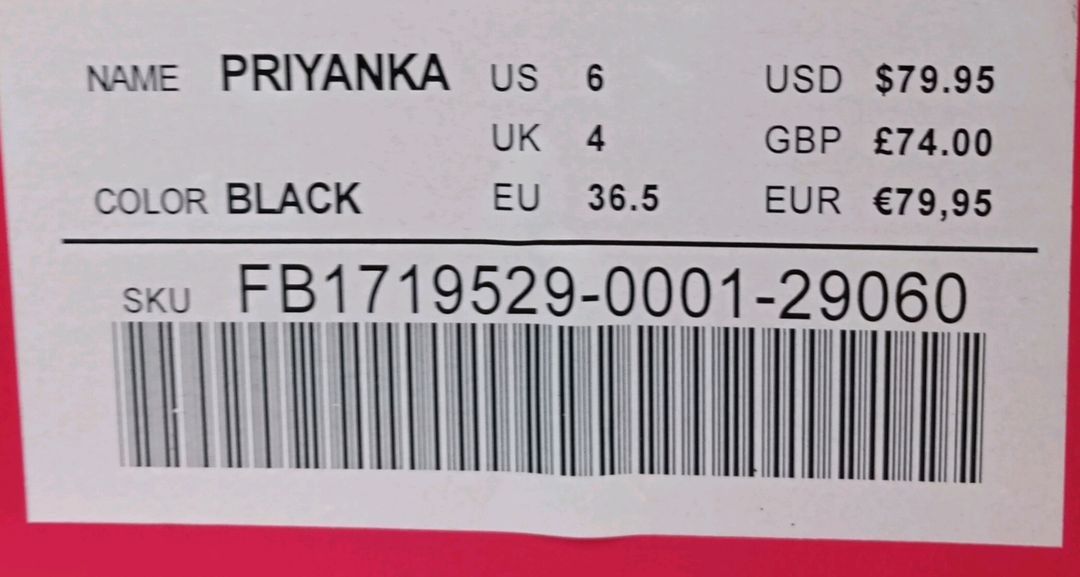 NAME PRIYANKA US 6 USD $79.95
UK 4 GBP £74.00
COLOR BLACK EU 36.5 EUR €79,95
SKU FB1719529-0001-29060